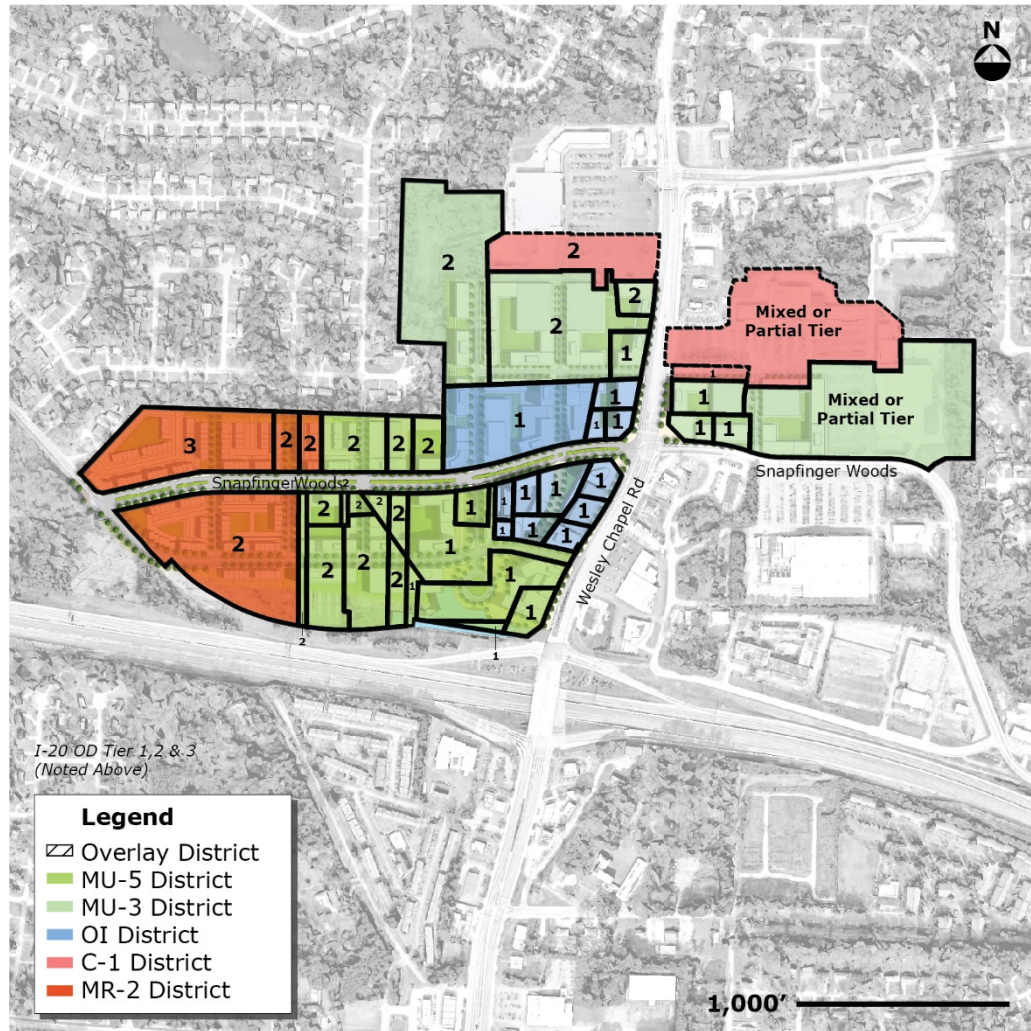 N
2
2
2
2
1
Mixed or
Partial Tier
1
1
1
1
Mixed or
Partial Tier
1
1
1
1
3
2
2
2
2
2
Snapfinger Woods
Snapfinger Woods
2
2
2
2
2
1
1
1
1
1
1
2
2
2
2
1
1
1
1
1
1
1
1
2
1
Wesley Chapel Rd
I-20 OD Tier 1,2 & 3
(Noted Above)
Legend
Overlay District
MU-5 District
MU-3 District
OI District
C-1 District
MR-2 District
1,000’